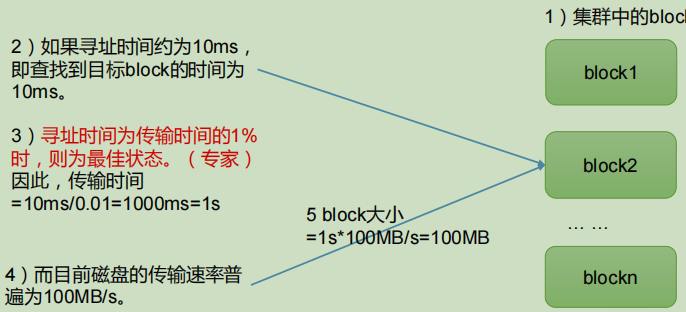 1）集群中的block
2）如果寻址时间约为10ms，
即查找到目标block的时间为
10ms。
3）寻址时间为传输时间的1%
时，则为最佳状态。（专家）
因此，传输时间
=10ms/0.01=1000ms=1s
4）而目前磁盘的传输速率普
遍为100MB/s。
5 block大小
=1s*100MB/s=100MB
block1
block2
… …
blockn